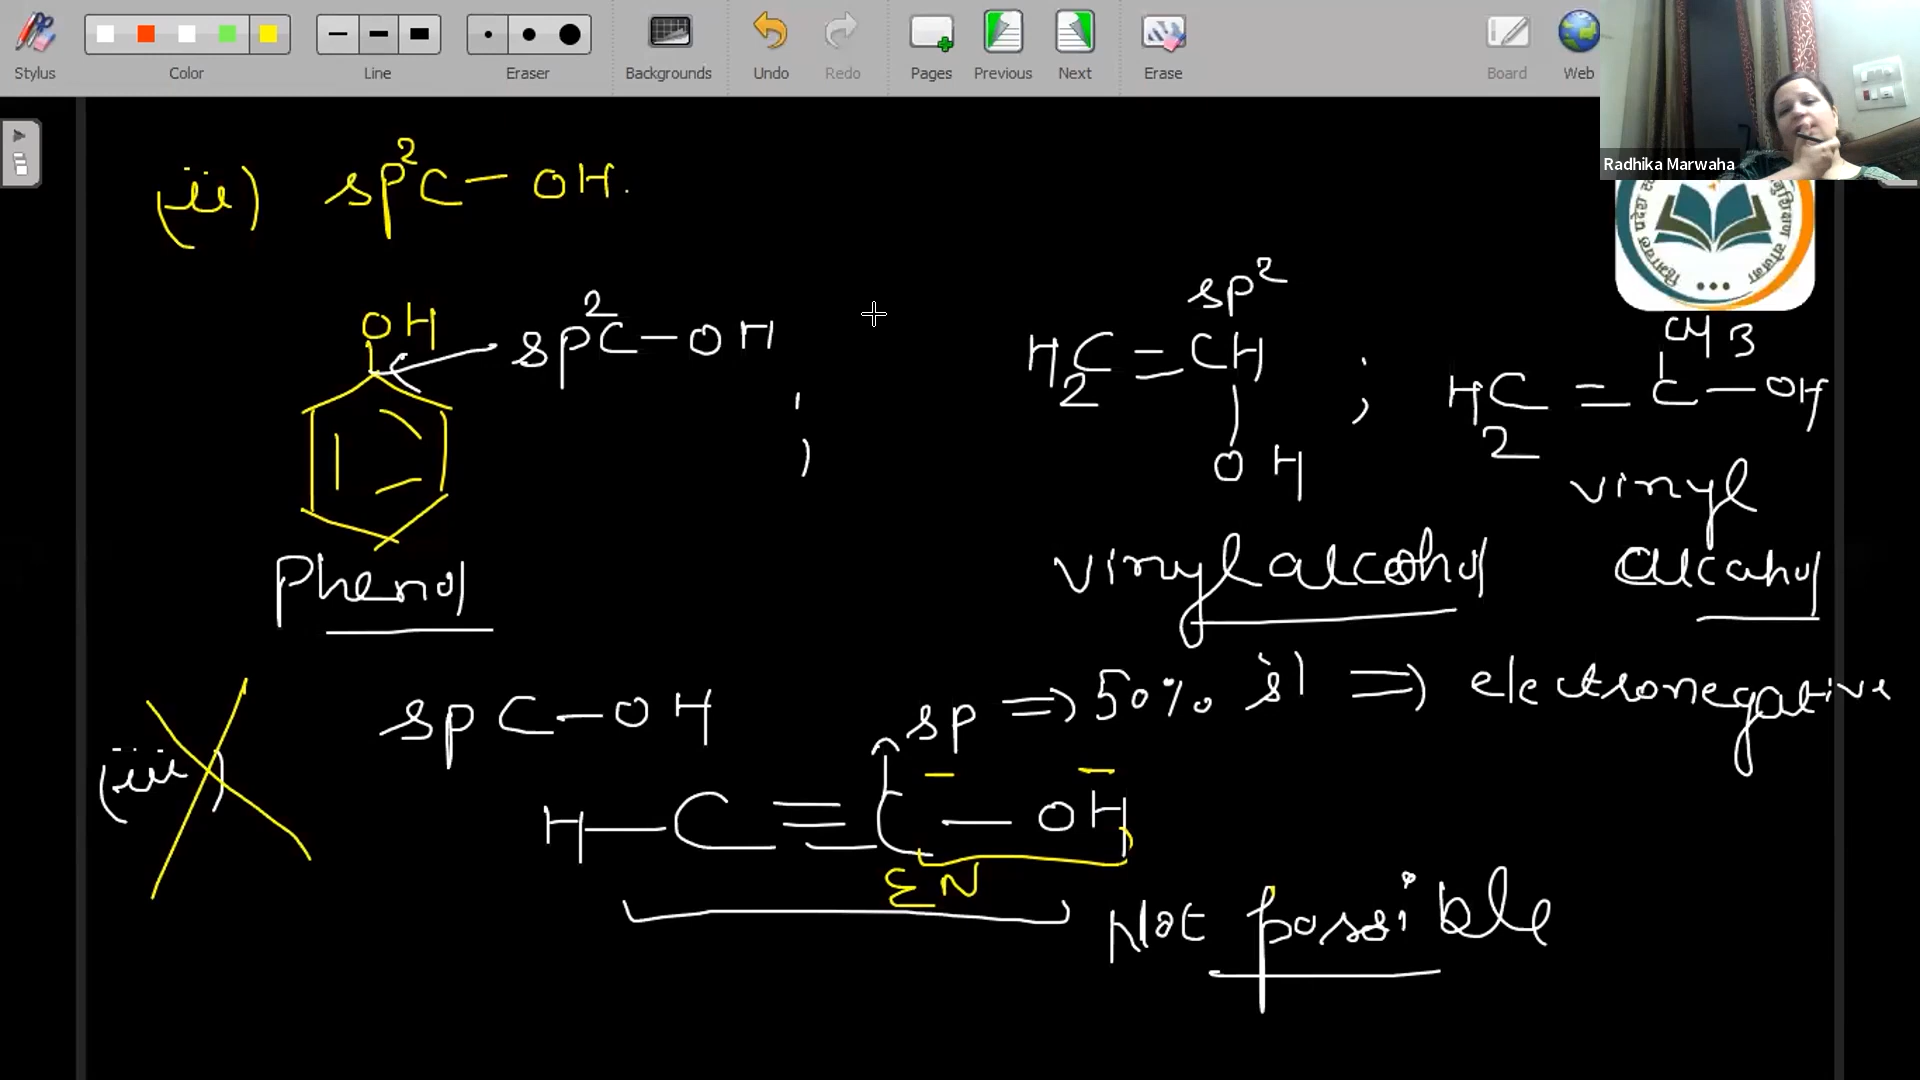 Stylus
Color
Line
Eraser
Backgrounds
Undo
Redo
Pages
Previous
Next
Erase
Board
Web
Radhika Marwaha
(ii) sp²C-OH.
OH
sp²C-OH
;
Phenol
sp²
H₂C=CH
OH
;
vinyl alcohol
CH3
H₂C=C-OH
vinyl
alcohol
(iii)
spC-OH
sp ⇒ 50% 's' ⇒ electronegative
H-C≡C-OH
EN
Not possible